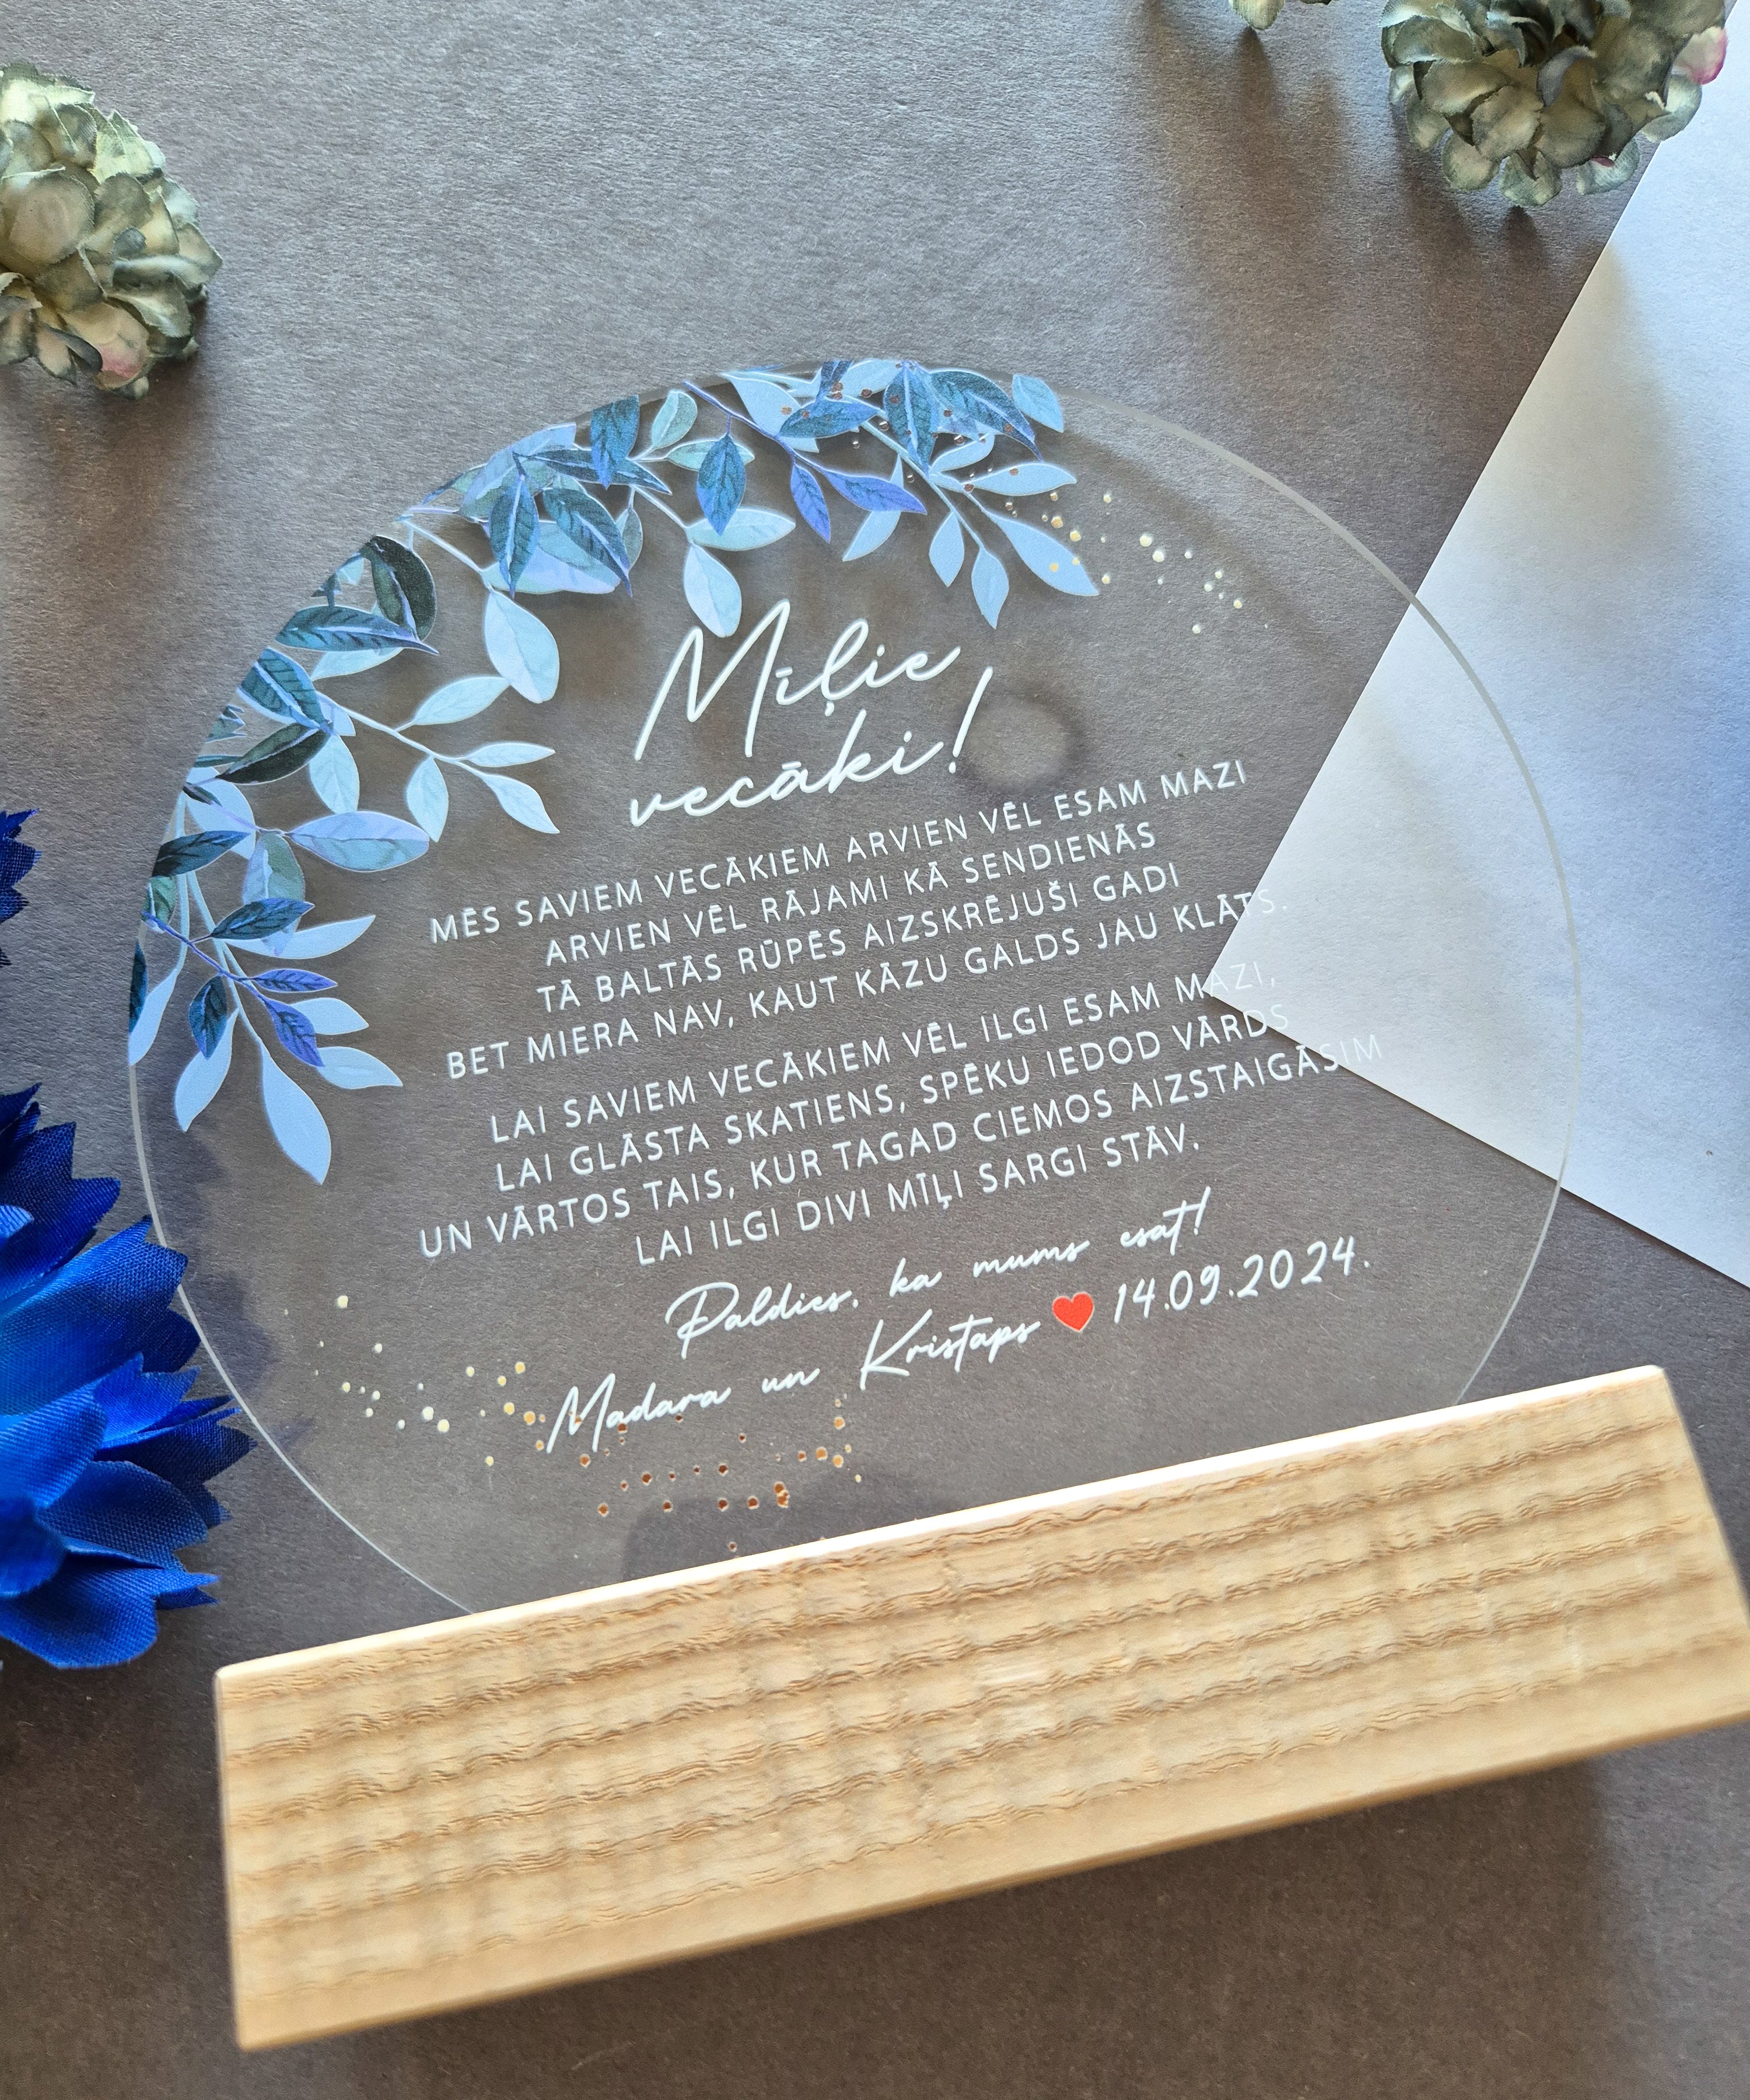 Mīļie
vecāki!
MĒS SAVIEM VECĀKIEM ARVIEN VĒL ESAM MAZI
ARVIEN VĒL RĀJAMI KĀ SENDIENĀS
TĀ BALTĀS RŪPĒS AIZSKRĒJUŠI GADI
BET MIERA NAV, KAUT KĀZU GALDS JAU KLĀTS.
LAI SAVIEM VECĀKIEM VĒL ILGI ESAM MAZI,
LAI GLĀSTA SKATIENS, SPĒKU IEDOD VĀRDS
UN VĀRTOS TAIS, KUR TAGAD CIEMOS AIZSTAIGĀSIM
LAI ILGI DIVI MĪĻI SARGI STĀV.
Paldies, ka mums esat!
Madara un Kristaps ❤ 14.09.2024.